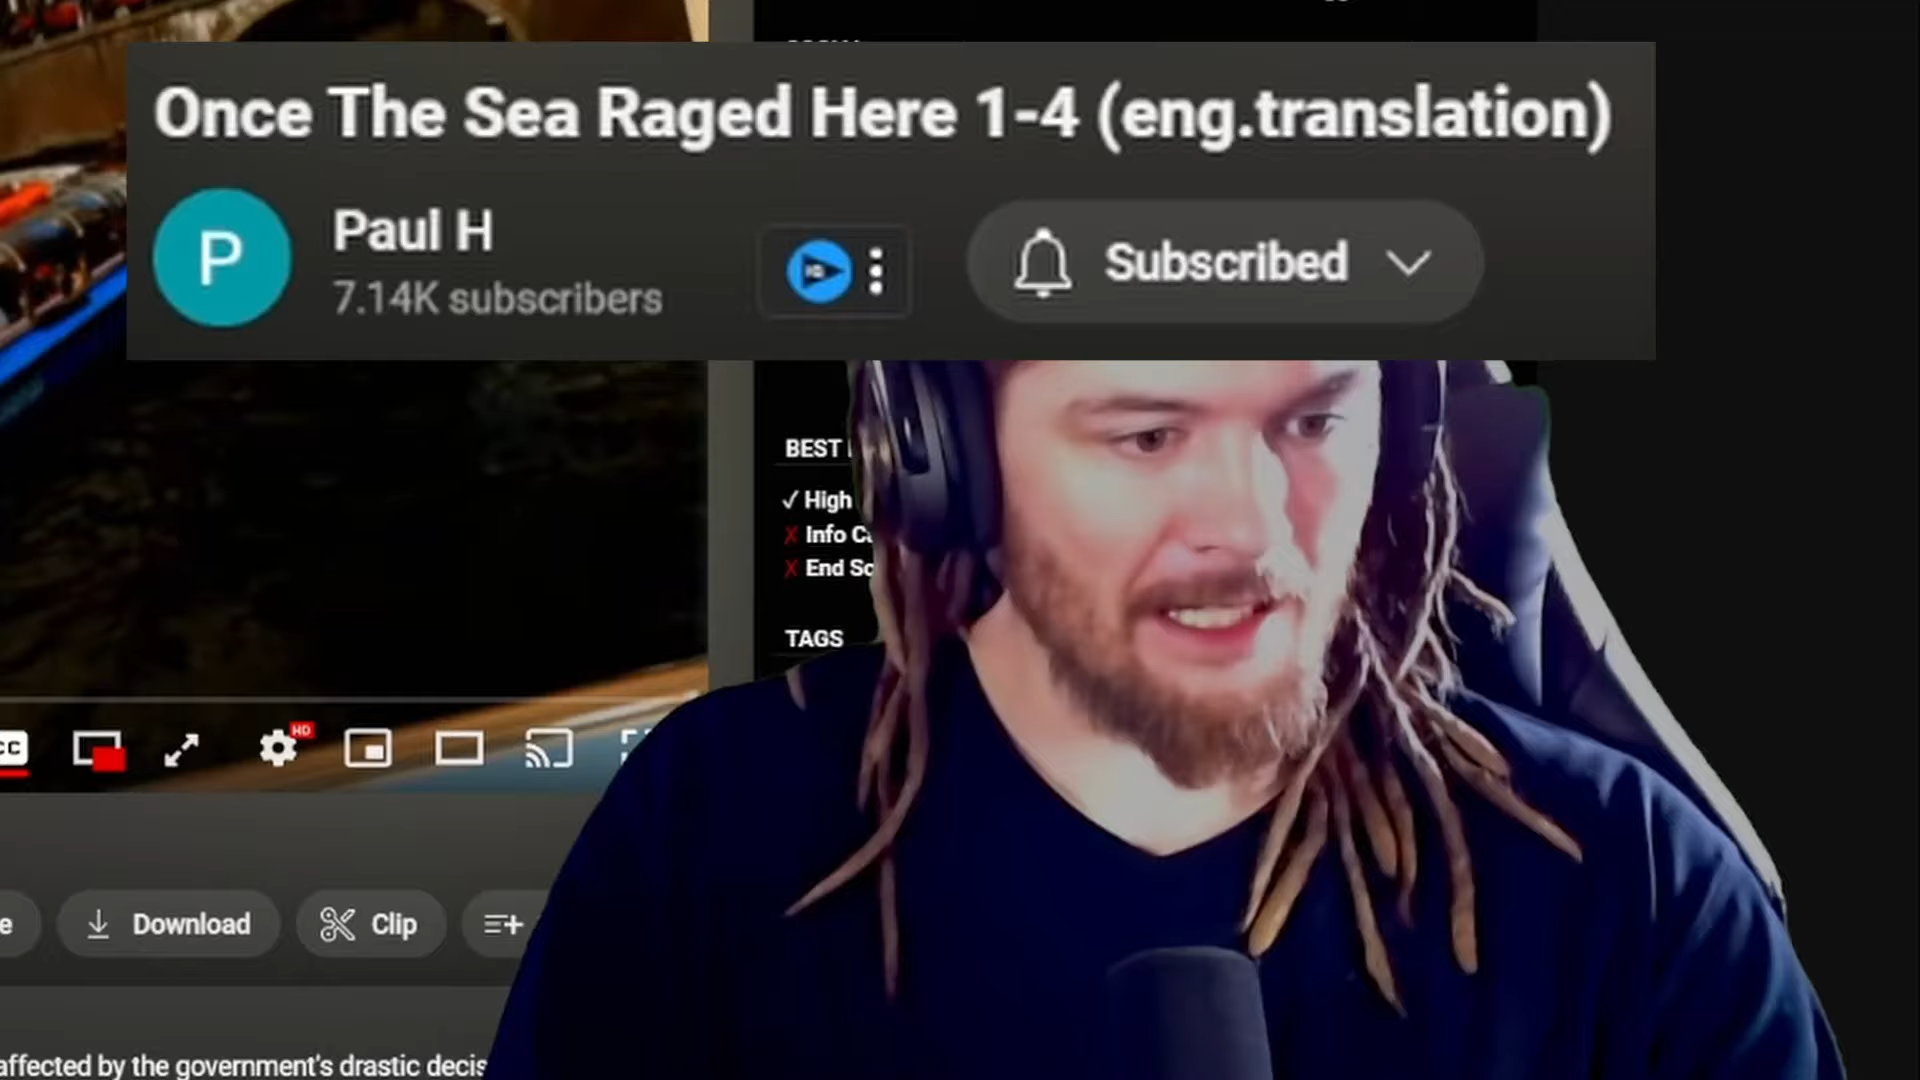 Once The Sea Raged Here 1-4 (eng.translation)
P
Paul H
7.14K subscribers
Subscribed
BEST
✓ High
X Info
X End
TAGS
CC
HD
Download
Clip
affected by the government's drastic